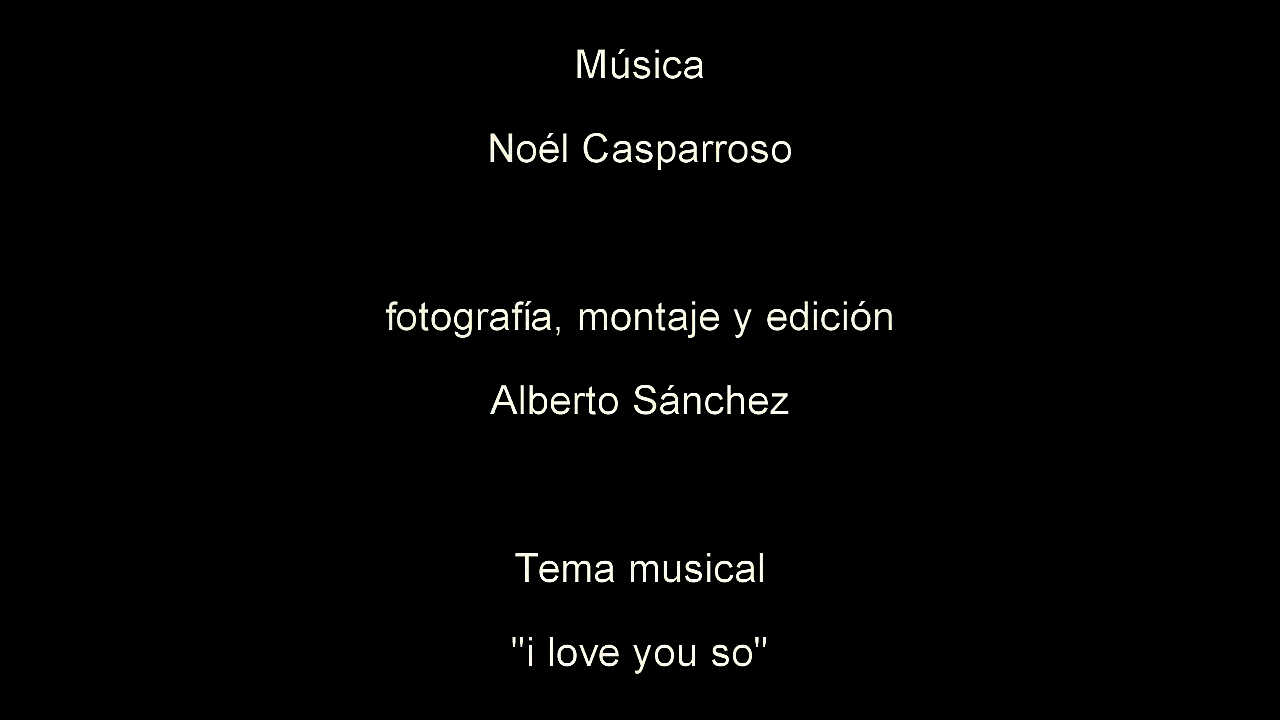 Música
Noél Casparroso
fotografía, montaje y edición
Alberto Sánchez
Tema musical
"i love you so"